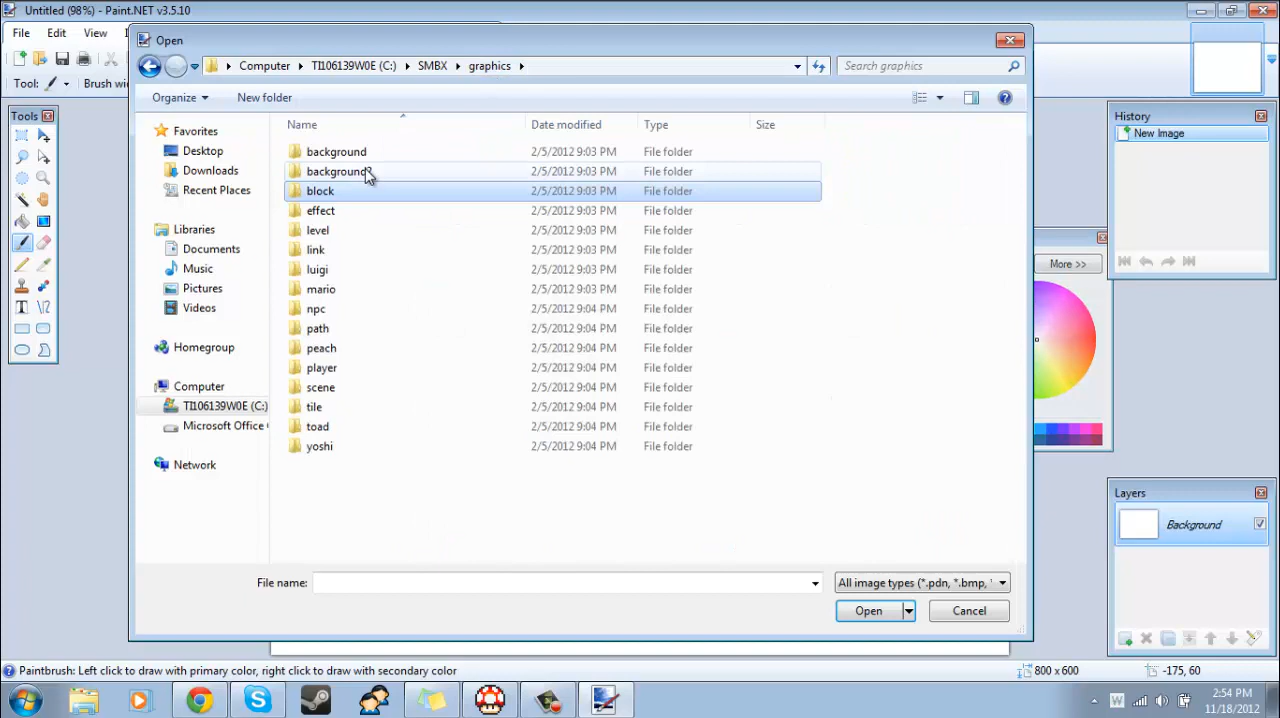 Untitled (98%) - Paint.NET v3.5.10
File Edit View
Tool: Brush wi
Open
Computer TI106139W0E (C:) SMBX graphics Search graphics
Organize New folder
Tools
Favorites
Desktop
Downloads
Recent Places
Libraries
Documents
Music
Pictures
Videos
Homegroup
Computer
TI106139W0E (C:)
Microsoft Office
Network
Name Date modified Type Size
background 2/5/2012 9:03 PM File folder
background2 2/5/2012 9:03 PM File folder
block 2/5/2012 9:03 PM File folder
effect 2/5/2012 9:03 PM File folder
level 2/5/2012 9:03 PM File folder
link 2/5/2012 9:03 PM File folder
luigi 2/5/2012 9:03 PM File folder
mario 2/5/2012 9:03 PM File folder
npc 2/5/2012 9:04 PM File folder
path 2/5/2012 9:04 PM File folder
peach 2/5/2012 9:04 PM File folder
player 2/5/2012 9:04 PM File folder
scene 2/5/2012 9:04 PM File folder
tile 2/5/2012 9:04 PM File folder
toad 2/5/2012 9:04 PM File folder
yoshi 2/5/2012 9:04 PM File folder
File name: All image types (*.pdn, *.bmp,
Open Cancel
History
New Image
More >>
Layers
Background
Paintbrush: Left click to draw with primary color, right click to draw with secondary color
800 x 600 -175, 60
2:54 PM
11/18/2012